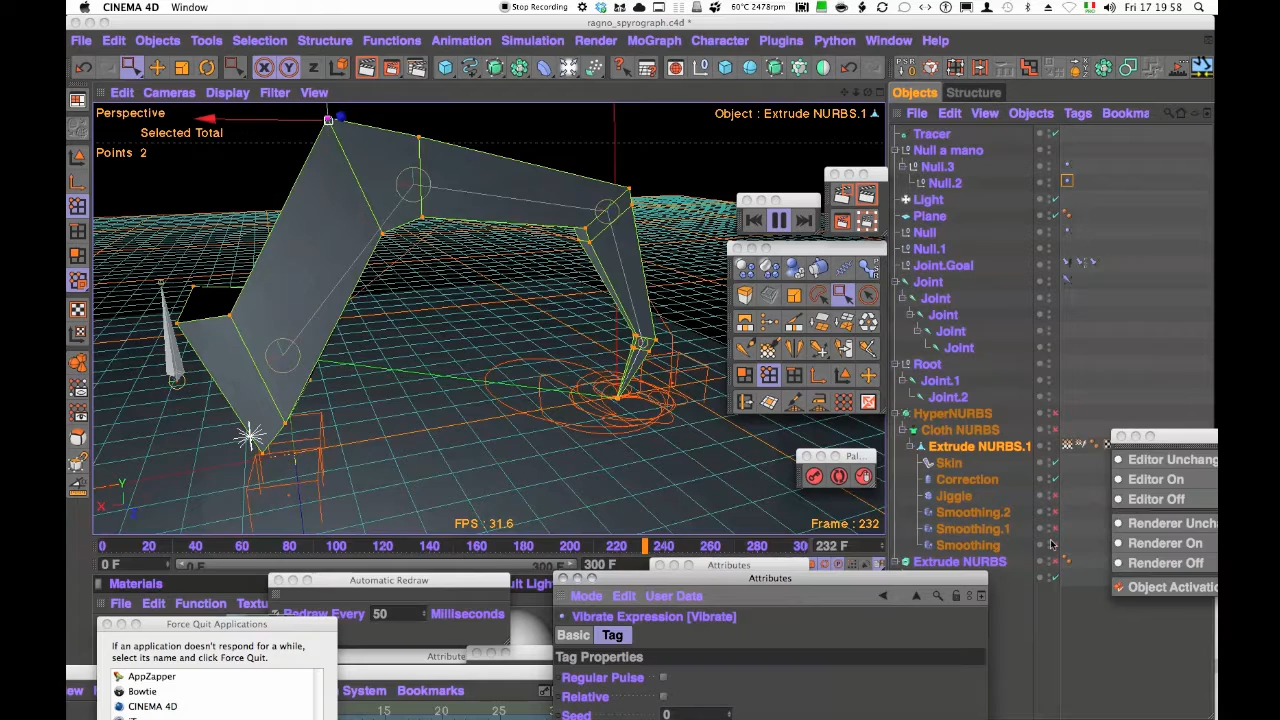 CINEMA 4D Window
Stop Recording
60°C 2478rpm
Fri 17 19 58
ragno_spyrograph.c4d *
File Edit Objects Tools Selection Structure Functions Animation Simulation Render MoGraph Character Plugins Python Window Help
X Y Z
PSR
Edit Cameras Display Filter View
Objects Structure
Perspective
Selected Total
Points 2
Object : Extrude NURBS.1
File Edit View Objects Tags Bookma
Tracer
Null a mano
Null.3
Null.2
Light
Plane
Null
Null.1
Joint.Goal
Joint
Joint
Joint
Joint
Joint
Root
Joint.1
Joint.2
HyperNURBS
Cloth NURBS
Extrude NURBS.1
Skin
Correction
Jiggle
Smoothing.2
Smoothing.1
Smoothing
Extrude NURBS
Pal...
Editor Unchang
Editor On
Editor Off
Renderer Uncha
Renderer On
Renderer Off
Object Activatio
Y
X
FPS : 31.6
Frame : 232
0 20 40 60 80 100 120 140 160 180 200 220 240 260 280 30 232 F
0 F 300 F 300 F
Materials
File Edit Function Textu
Automatic Redraw
Redraw Every 50 Milliseconds
ult Light
Attributes
Attributes
Mode Edit User Data
Vibrate Expression [Vibrate]
Basic Tag
Tag Properties
Regular Pulse
Relative
Seed 0
Force Quit Applications
If an application doesn't respond for a while,
select its name and click Force Quit.
AppZapper
Bowtie
CINEMA 4D
Attribute
ew
System Bookmarks
15 20 25